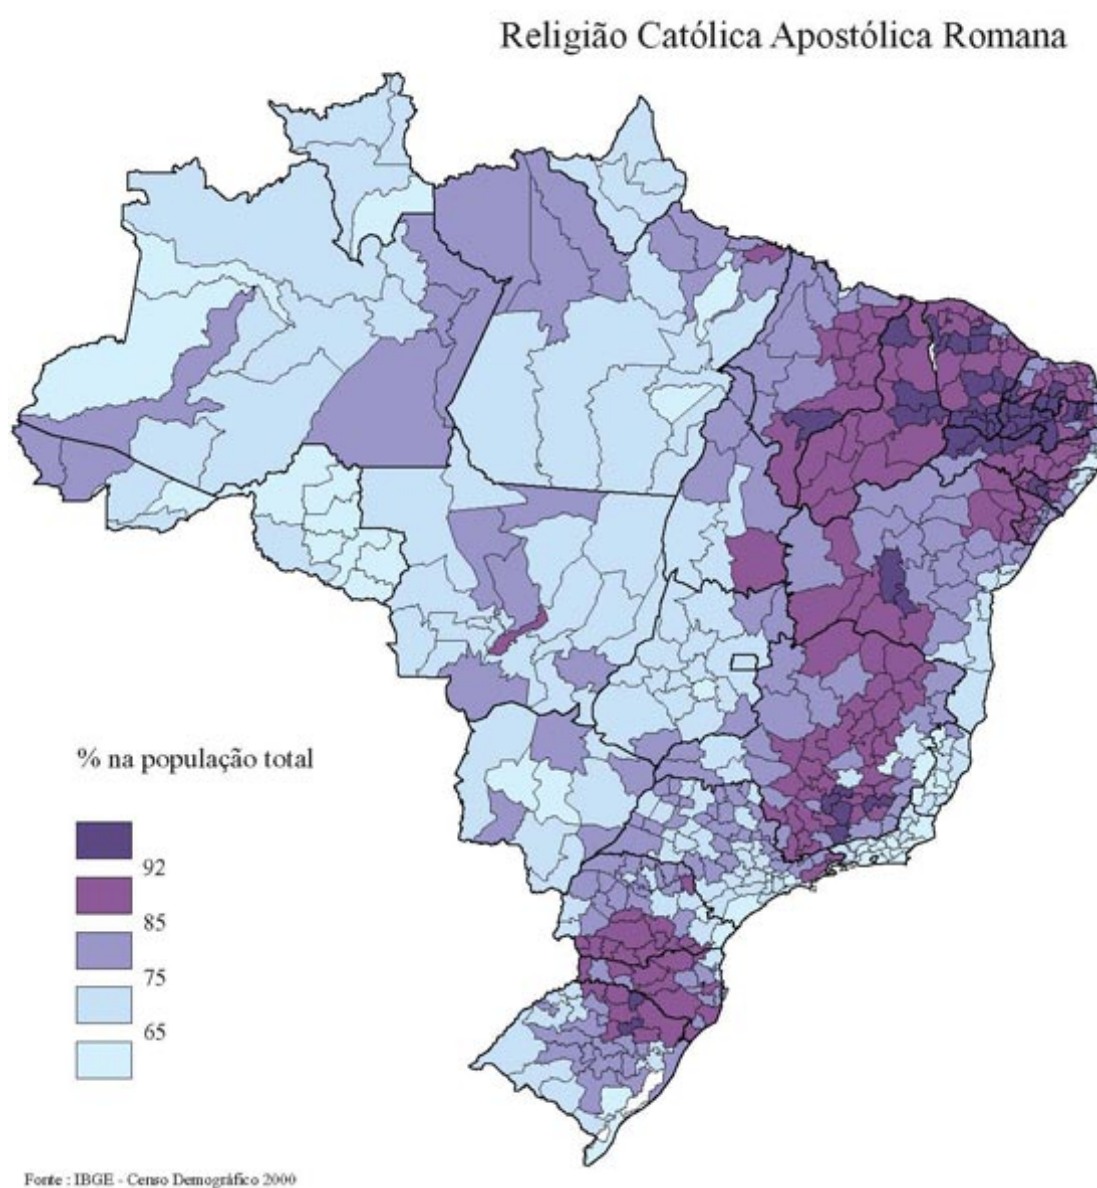 Religião Católica Apostólica Romana
% na população total
92
85
75
65
Fonte : IBGE - Censo Demográfico 2000